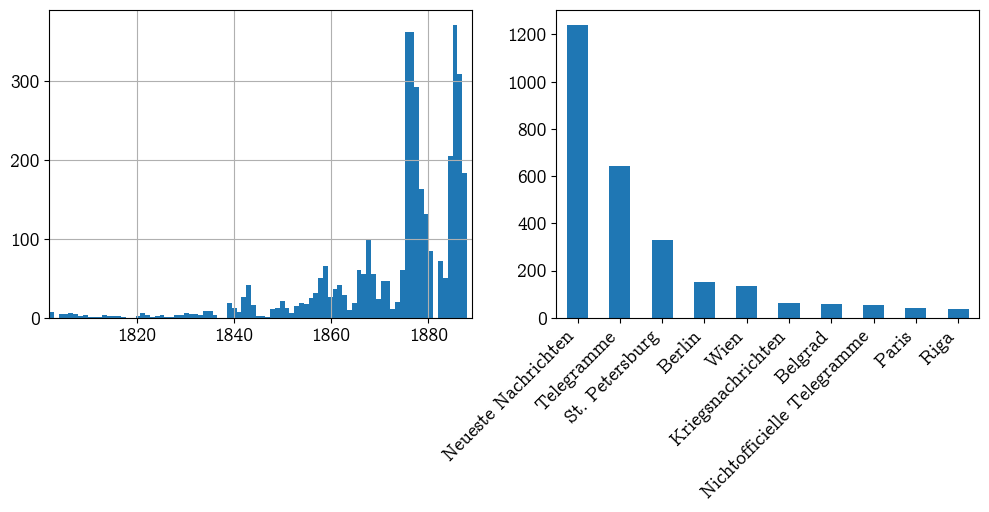 300
200
100
0
1820
1840
1860
1880
1200
1000
800
600
400
200
0
Neueste Nachrichten
Telegramme
St. Petersburg
Berlin
Wien
Kriegsnachrichten
Belgrad
Nichtofficielle Telegramme
Paris
Riga